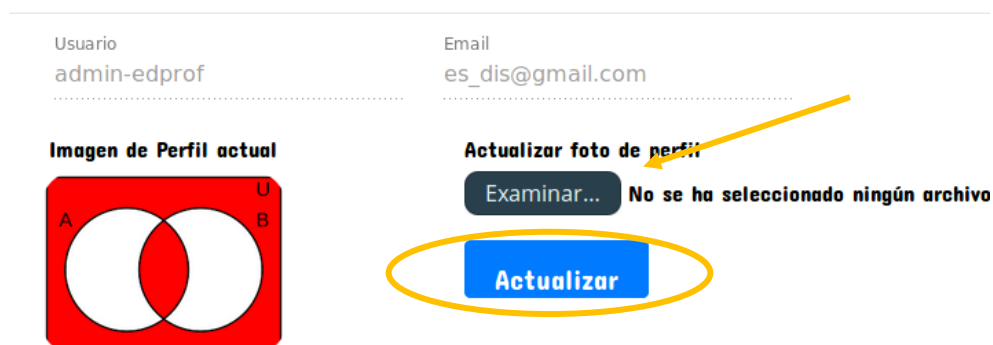 Usuario
admin-edprof
Email
es_dis@gmail.com
Imagen de Perfil actual
U
A
B
Actualizar foto de perfil
Examinar...
No se ha seleccionado ningún archivo
Actualizar